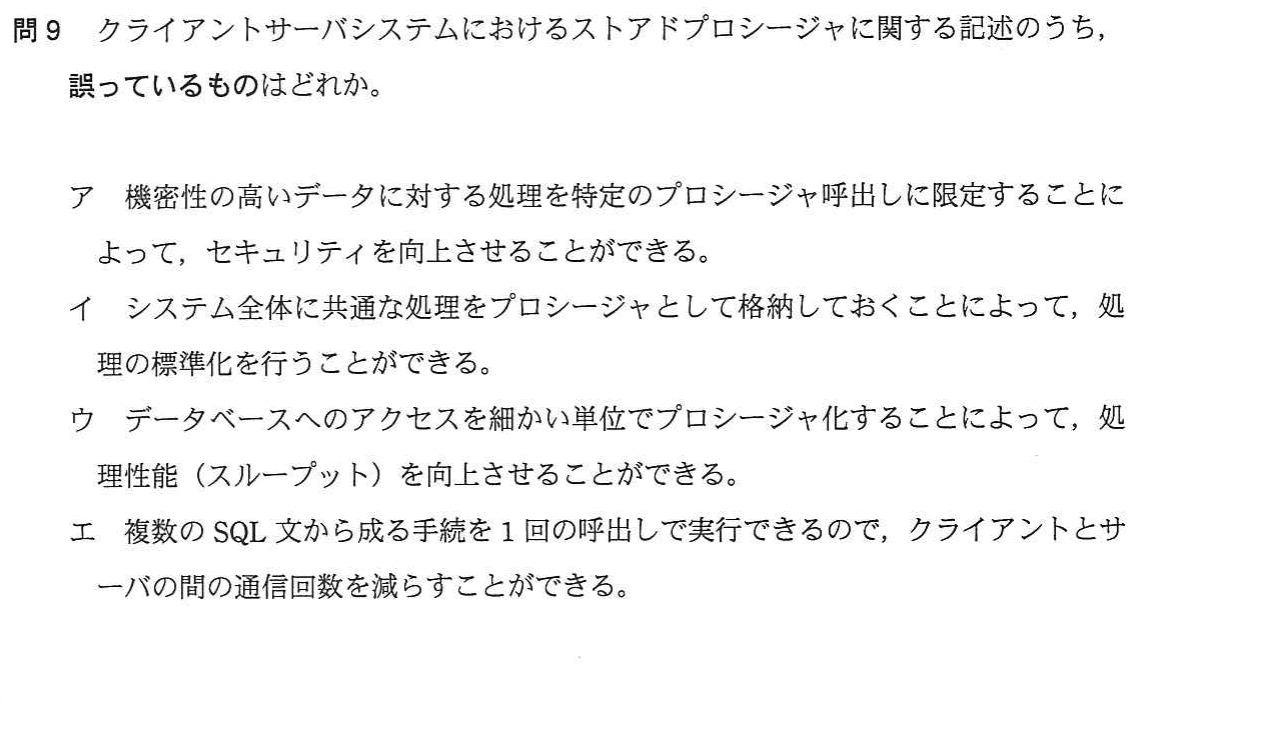 問9 クライアントサーバシステムにおけるストアドプロシージャに関する記述のうち，
誤っているものはどれか。
ア 機密性の高いデータに対する処理を特定のプロシージャ呼出しに限定することに
よって，セキュリティを向上させることができる。
イ システム全体に共通な処理をプロシージャとして格納しておくことによって，処
理の標準化を行うことができる。
ウ データベースへのアクセスを細かい単位でプロシージャ化することによって，処
理性能（スループット）を向上させることができる。
エ 複数の SQL 文から成る手続を 1 回の呼出しで実行できるので，クライアントとサ
ーバの間の通信回数を減らすことができる。